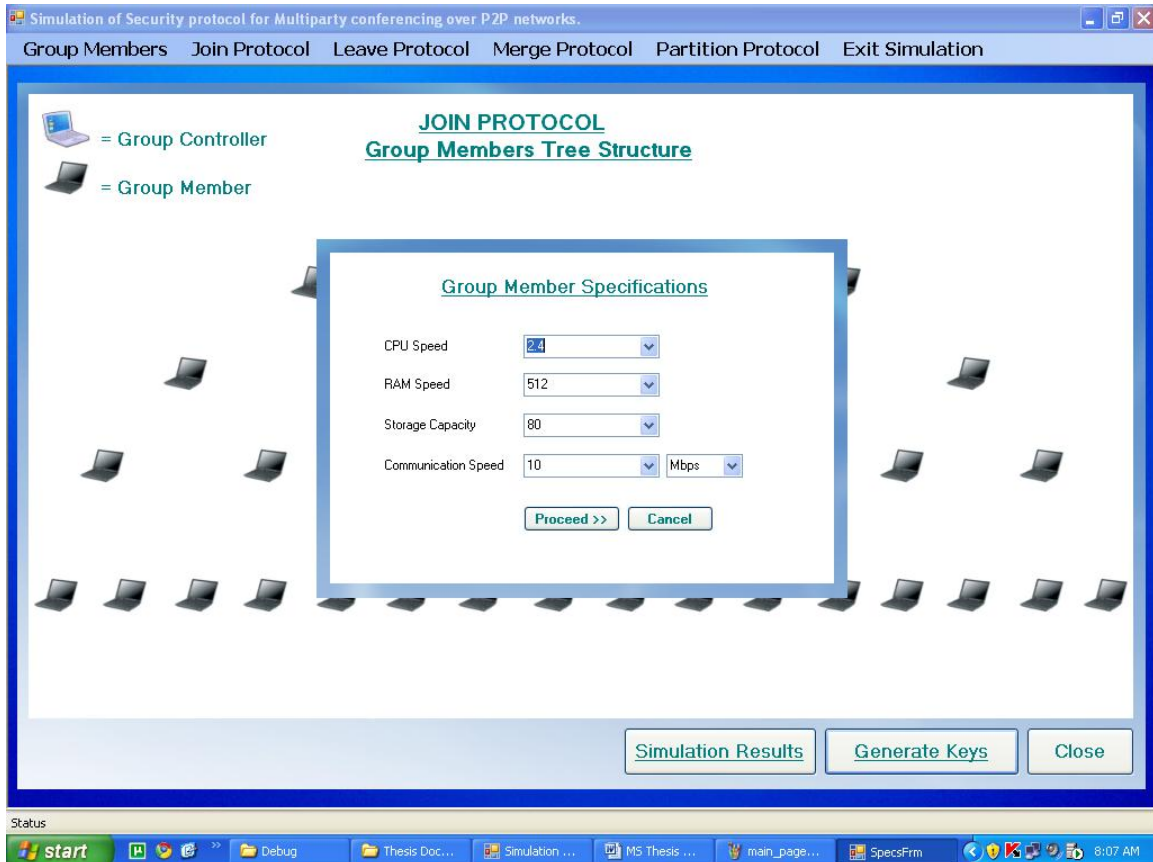 Simulation of Security protocol for Multiparty conferencing over P2P networks.
Group Members Join Protocol Leave Protocol Merge Protocol Partition Protocol Exit Simulation
= Group Controller
= Group Member
JOIN PROTOCOL
Group Members Tree Structure
Group Member Specifications
CPU Speed 2.4
RAM Speed 512
Storage Capacity 80
Communication Speed 10 Mbps
Proceed >> Cancel
Simulation Results Generate Keys Close
Status
start Debug Thesis Doc... Simulation ... MS Thesis ... main_page... SpecsFrm 8:07 AM